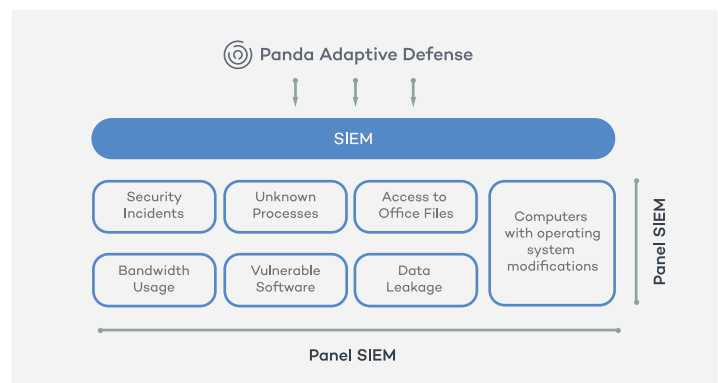 Panda Adaptive Defense
SIEM
Security
Incidents
Unknown
Processes
Access to
Office Files
Computers
with operating
system
modifications
Bandwidth
Usage
Vulnerable
Software
Data
Leakage
Panel SIEM
Panel SIEM